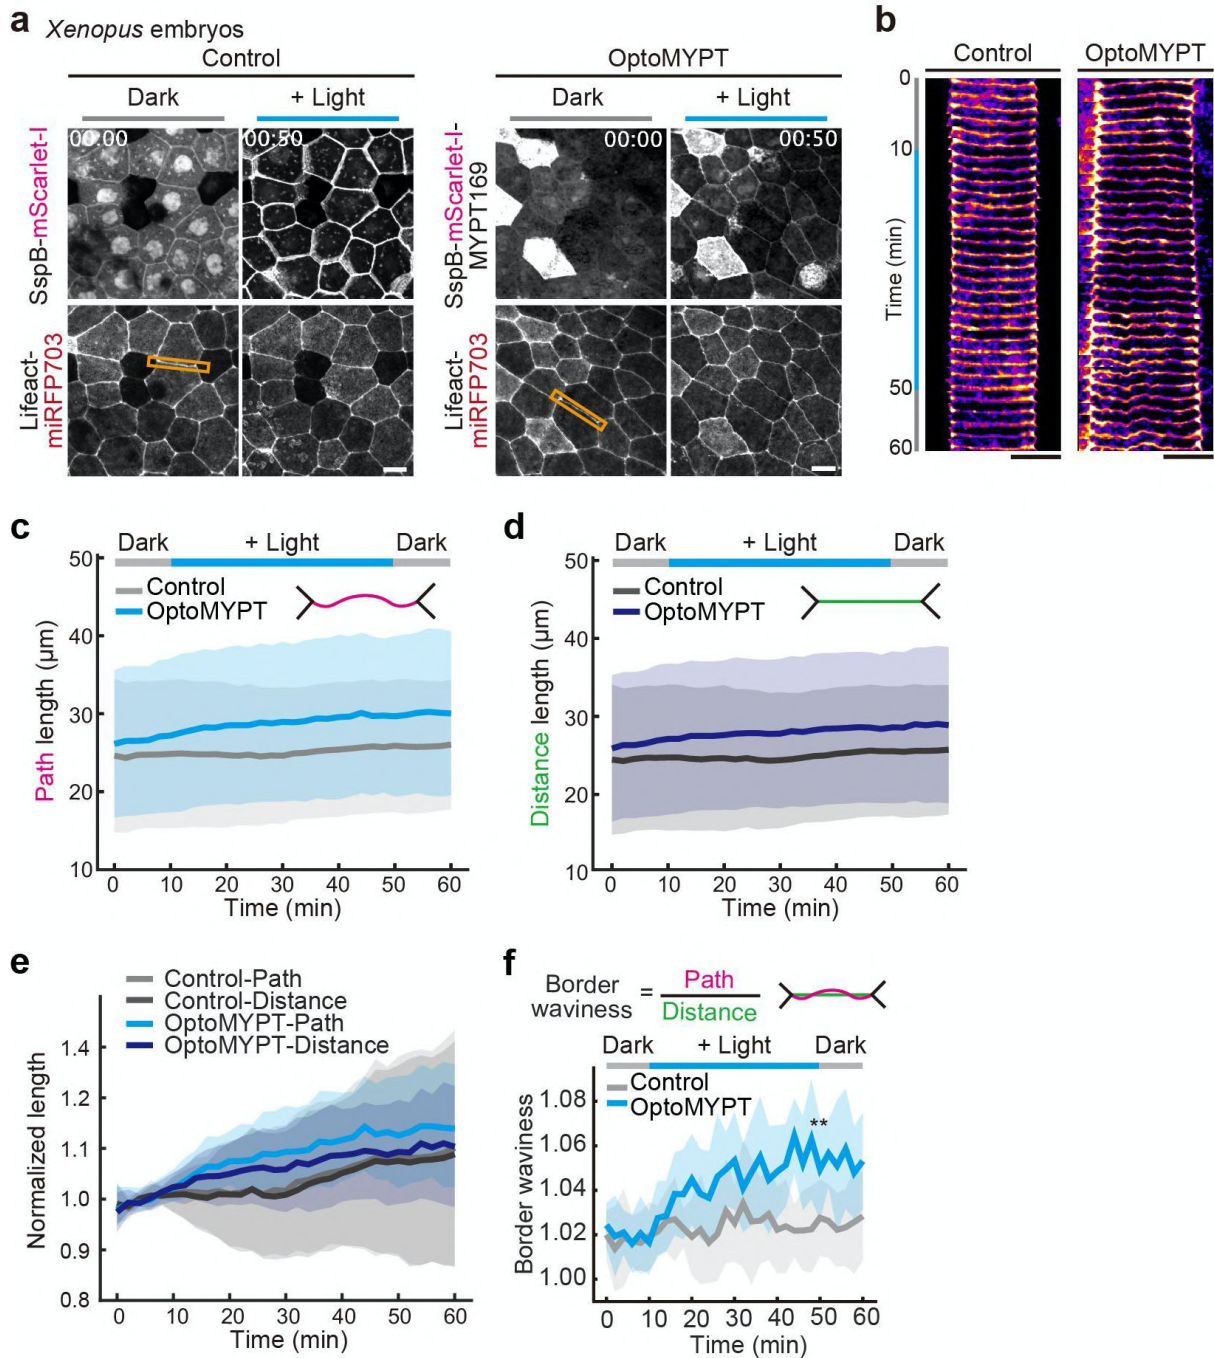 a
Xenopus embryos
Control
OptoMYPT
Dark
+ Light
Dark
+ Light
SspB-mScarlet-I
00:00
00:50
SspB-mScarlet-I-
MYPT169
00:00
00:50
Lifeact-
miRFP703
Lifeact-
miRFP703
b
Control
OptoMYPT
0
10
50
60
Time (min)
c
Dark
+ Light
Dark
Control
OptoMYPT
50
40
30
20
10
Path length (µm)
0
10
20
30
40
50
60
Time (min)
d
Dark
+ Light
Dark
Control
OptoMYPT
50
40
30
20
10
Distance length (µm)
0
10
20
30
40
50
60
Time (min)
e
Control-Path
Control-Distance
OptoMYPT-Path
OptoMYPT-Distance
1.4
1.2
1.1
1.0
0.9
0.8
Normalized length
0
10
20
30
40
50
60
Time (min)
f
Border
waviness
=
Path
Distance
Dark
+ Light
Dark
Control
OptoMYPT
**
1.08
1.06
1.04
1.02
1.00
Border waviness
0
10
20
30
40
50
60
Time (min)